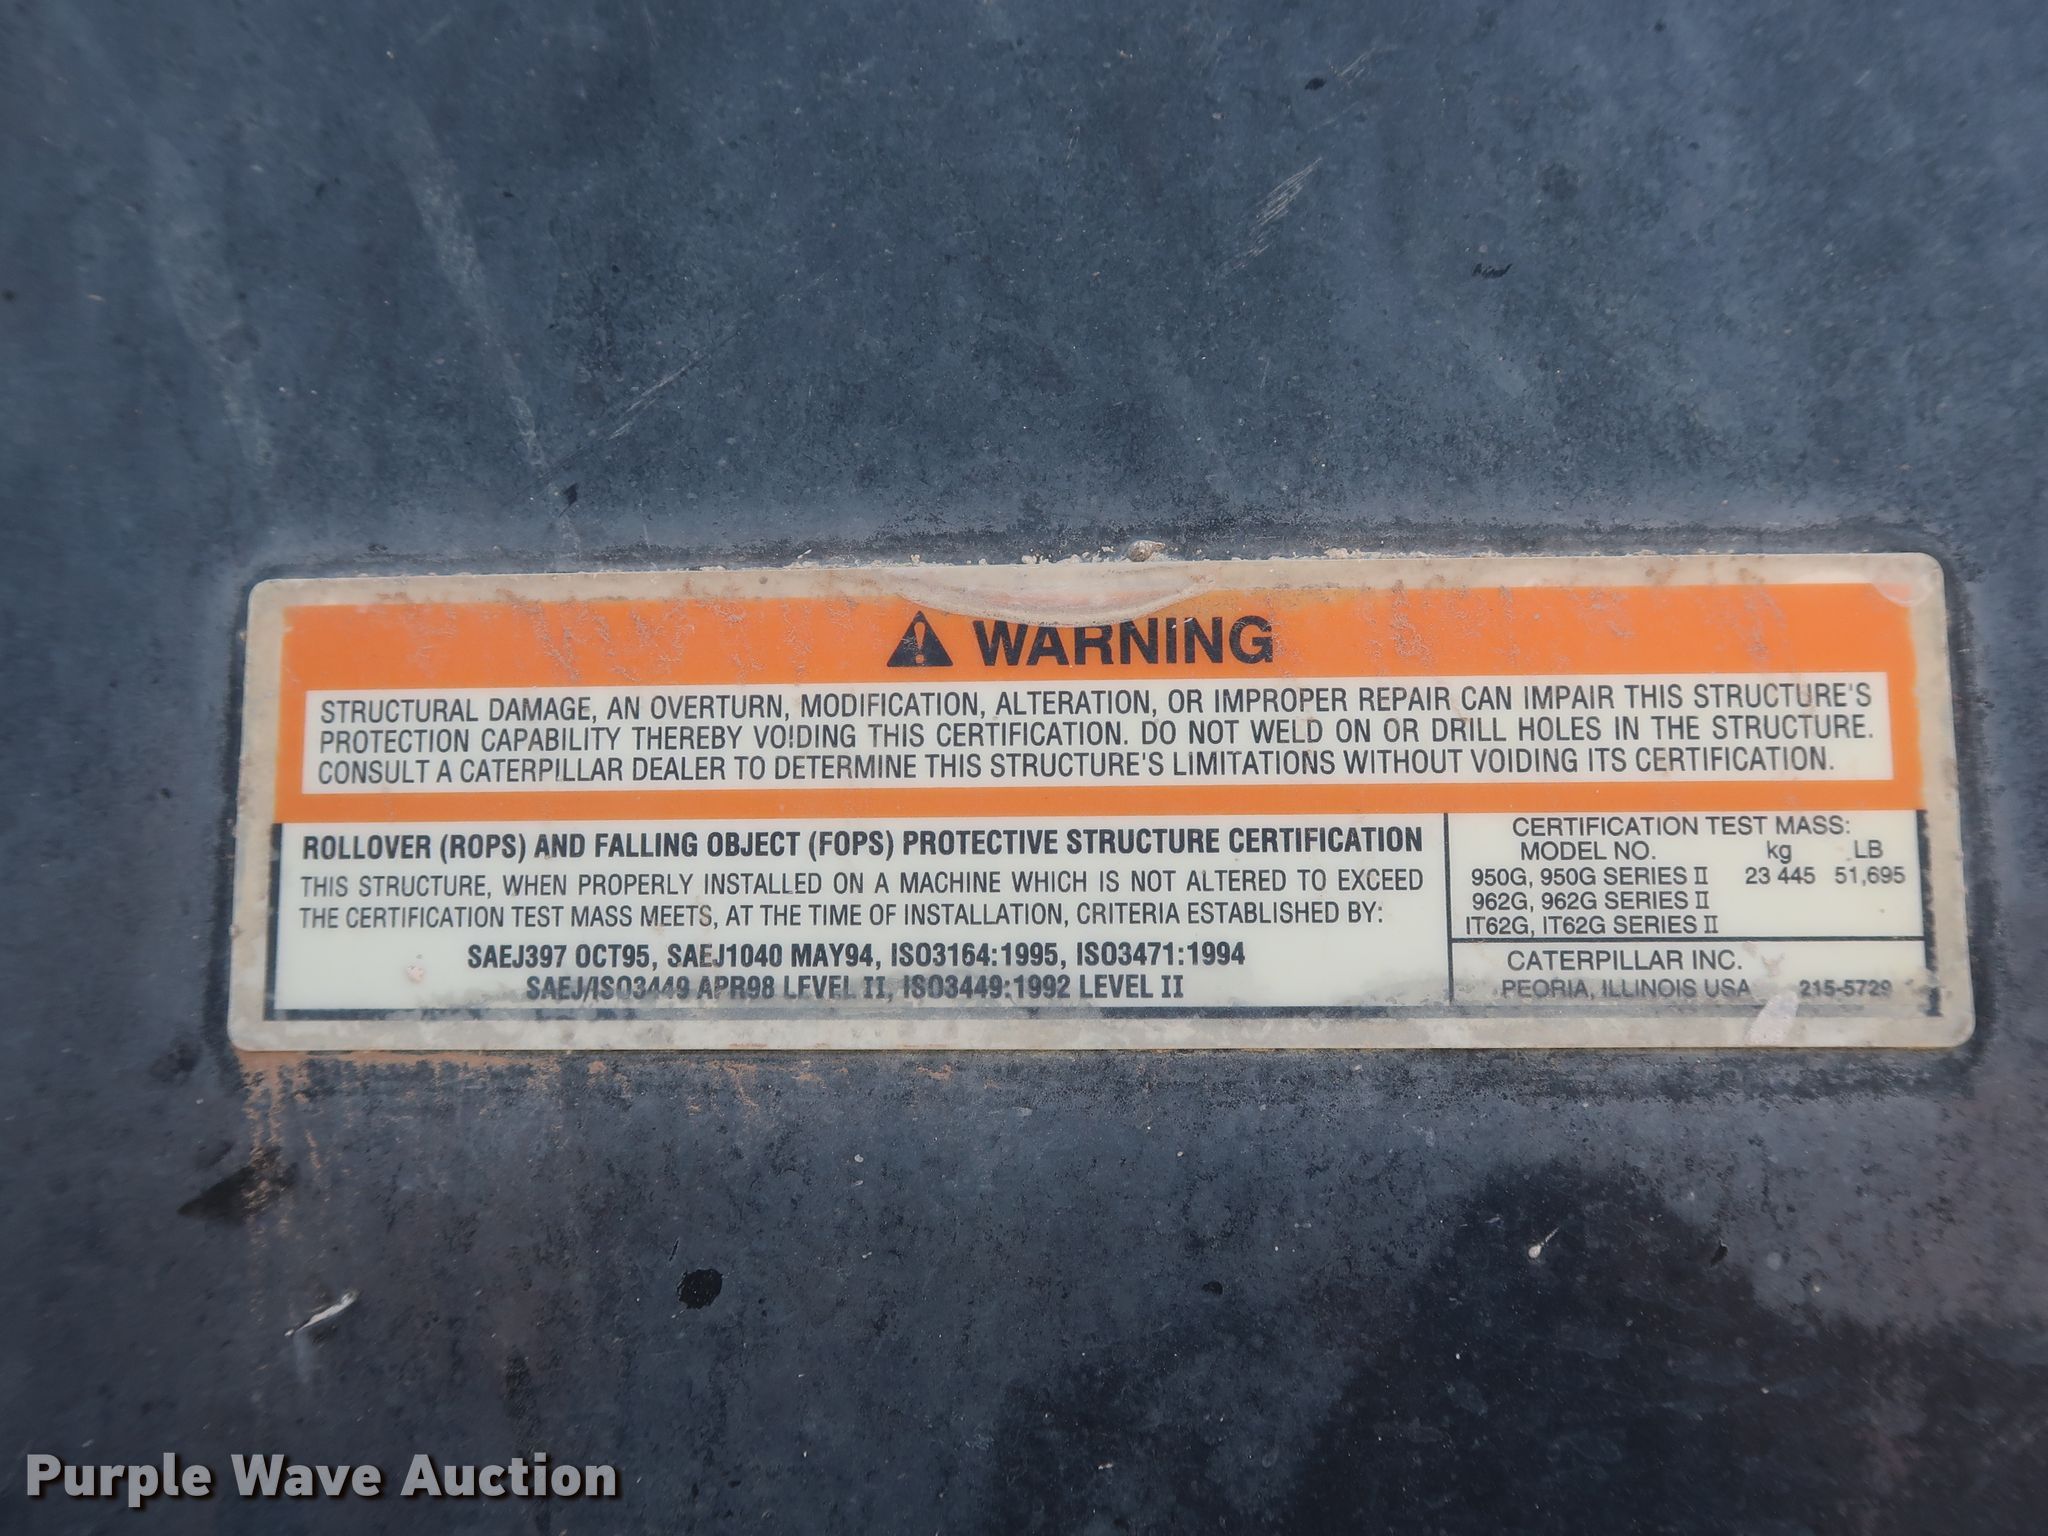 WARNING
STRUCTURAL DAMAGE, AN OVERTURN, MODIFICATION, ALTERATION, OR IMPROPER REPAIR CAN IMPAIR THIS STRUCTURE'S
PROTECTION CAPABILITY THEREBY VOIDING THIS CERTIFICATION. DO NOT WELD ON OR DRILL HOLES IN THE STRUCTURE.
CONSULT A CATERPILLAR DEALER TO DETERMINE THIS STRUCTURE'S LIMITATIONS WITHOUT VOIDING ITS CERTIFICATION.
ROLLOVER (ROPS) AND FALLING OBJECT (FOPS) PROTECTIVE STRUCTURE CERTIFICATION
THIS STRUCTURE, WHEN PROPERLY INSTALLED ON A MACHINE WHICH IS NOT ALTERED TO EXCEED
THE CERTIFICATION TEST MASS MEETS, AT THE TIME OF INSTALLATION, CRITERIA ESTABLISHED BY:
SAEJ397 OCT95, SAEJ1040 MAY94, ISO3164:1995, ISO3471:1994
SAEJ/ISO3449 APR98 LEVEL II, ISO3449:1992 LEVEL II
CERTIFICATION TEST MASS:
MODEL NO. kg LB
950G, 950G SERIES II 23 445 51,695
962G, 962G SERIES II
IT62G, IT62G SERIES II
CATERPILLAR INC.
PEORIA, ILLINOIS USA 215-5729 1
Purple Wave Auction